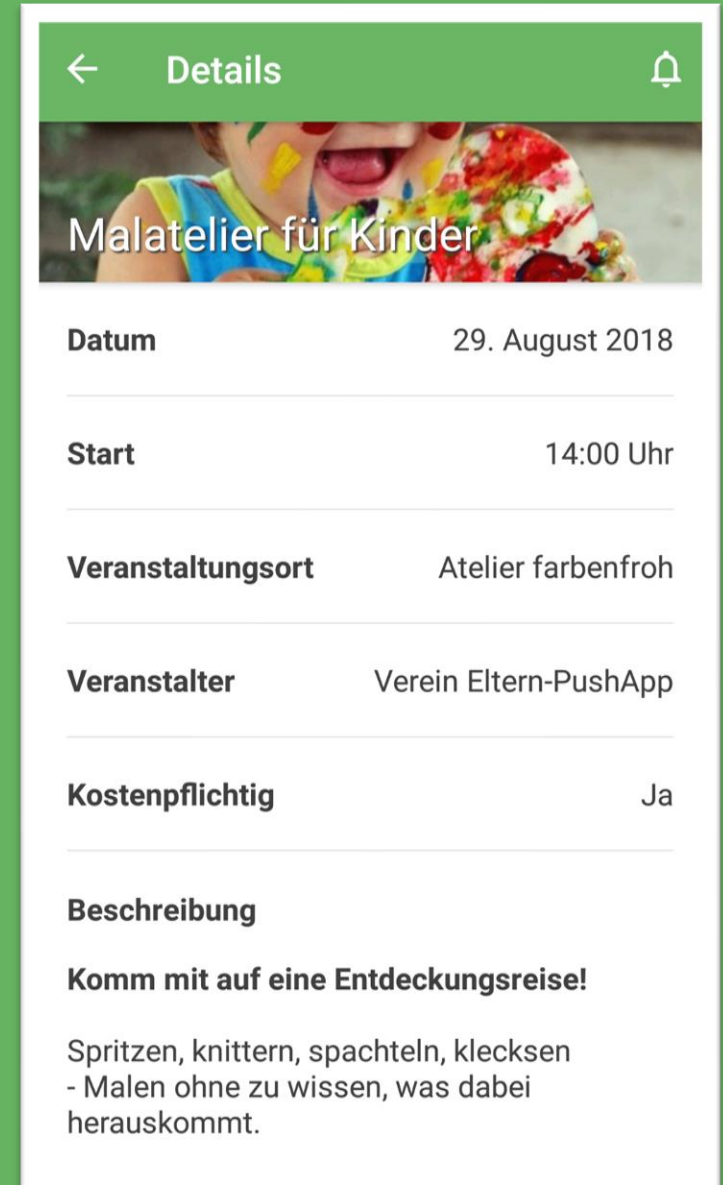 Details
Malatelier für Kinder
Datum 29. August 2018
Start 14:00 Uhr
Veranstaltungsort Atelier farbenfroh
Veranstalter Verein Eltern-PushApp
Kostenpflichtig Ja
Beschreibung
Komm mit auf eine Entdeckungsreise!
Spritzen, knittern, spachteln, klecksen
- Malen ohne zu wissen, was dabei
herauskommt.